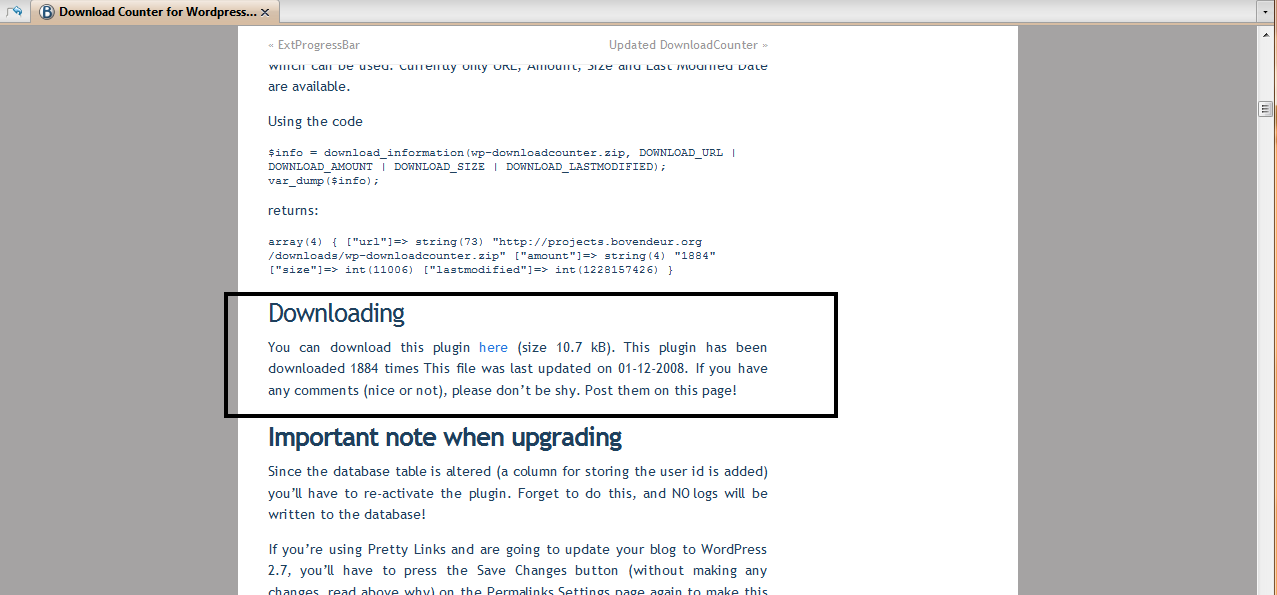 Download Counter for Wordpress...
« ExtProgressBar
Updated DownloadCounter »
which can be used. Currently only URL, Amount, Size and Last Modified Date
are available.
Using the code
$info = download_information(wp-downloadcounter.zip, DOWNLOAD_URL |
DOWNLOAD_AMOUNT | DOWNLOAD_SIZE | DOWNLOAD_LASTMODIFIED);
var_dump($info);
returns:
array(4) { ["url"]=> string(73) "http://projects.bovendeur.org
/downloads/wp-downloadcounter.zip" ["amount"]=> string(4) "1884"
["size"]=> int(11006) ["lastmodified"]=> int(1228157426) }
Downloading
You can download this plugin here (size 10.7 kB). This plugin has been
downloaded 1884 times This file was last updated on 01-12-2008. If you have
any comments (nice or not), please don’t be shy. Post them on this page!
Important note when upgrading
Since the database table is altered (a column for storing the user id is added)
you’ll have to re-activate the plugin. Forget to do this, and NO logs will be
written to the database!
If you’re using Pretty Links and are going to update your blog to WordPress
2.7, you’ll have to press the Save Changes button (without making any
changes, read above why) on the Permalinks Settings page again to make this